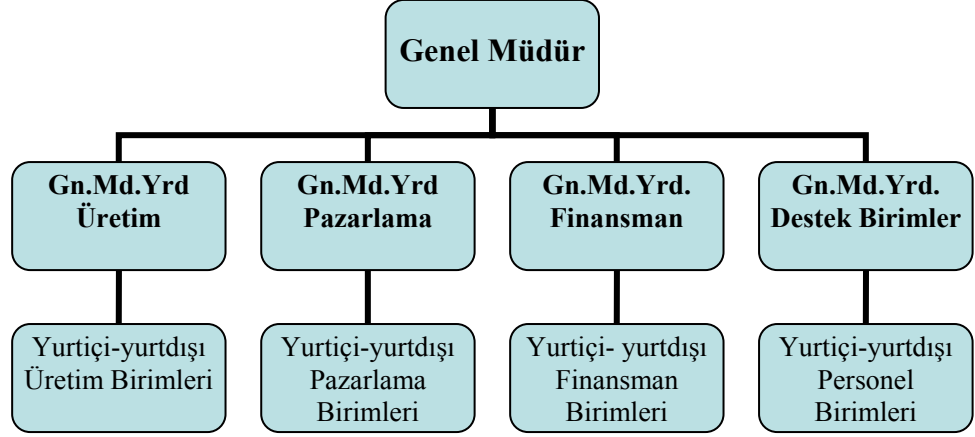 Genel Müdür
Gn.Md.Yrd
Üretim
Gn.Md.Yrd
Pazarlama
Gn.Md.Yrd.
Finansman
Gn.Md.Yrd.
Destek Birimler
Yurtiçi-yurtdışı
Üretim Birimleri
Yurtiçi-yurtdışı
Pazarlama
Birimleri
Yurtiçi- yurtdışı
Finansman
Birimleri
Yurtiçi-yurtdışı
Personel
Birimleri